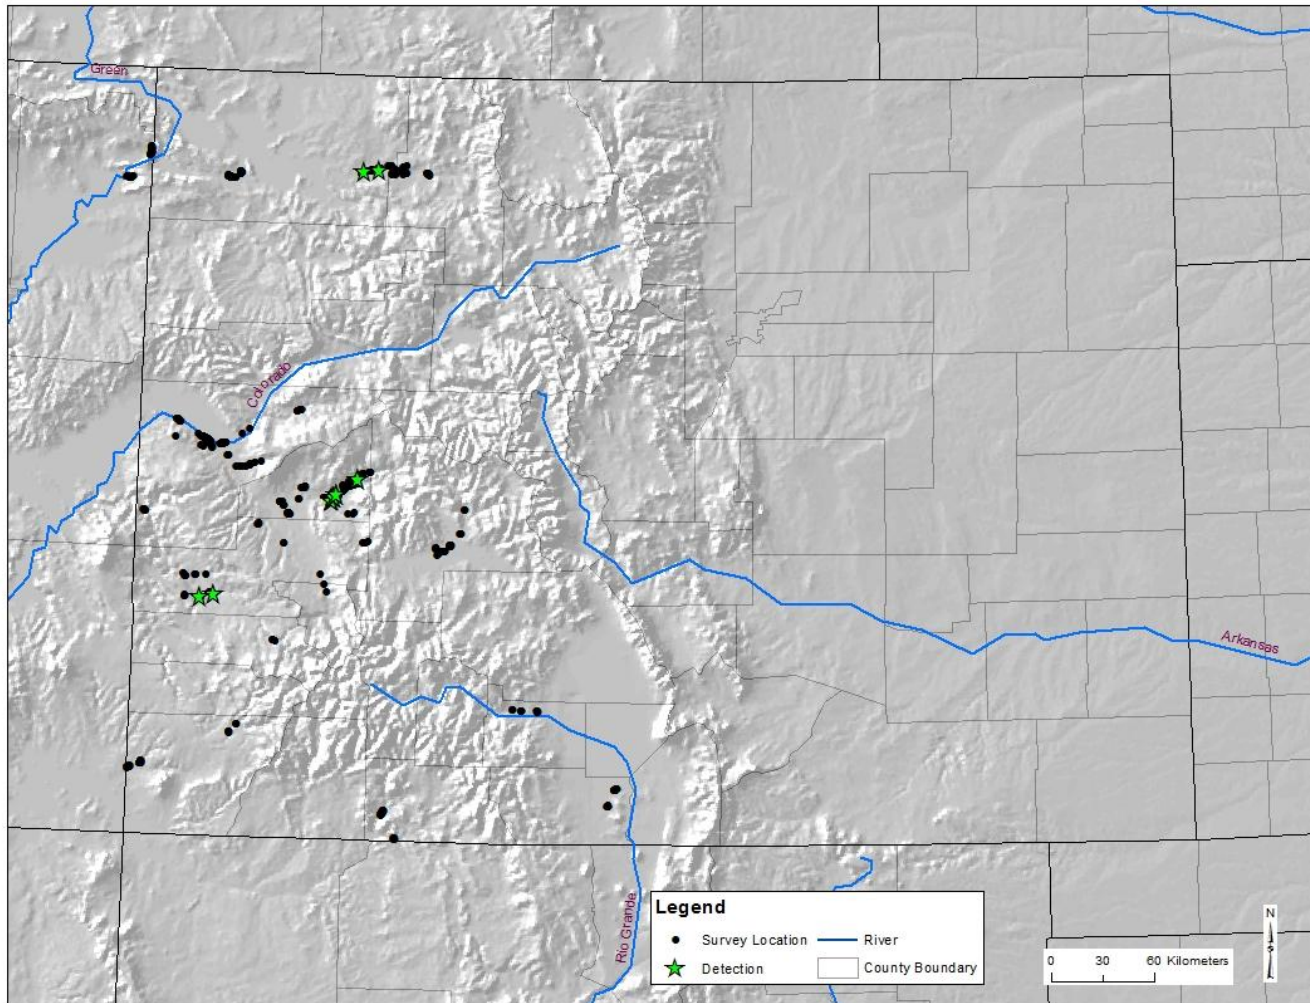 Green
Colorado
Arkansas
Rio Grande
Legend
Survey Location
River
Detection
County Boundary
N
S
0 30 60 Kilometers